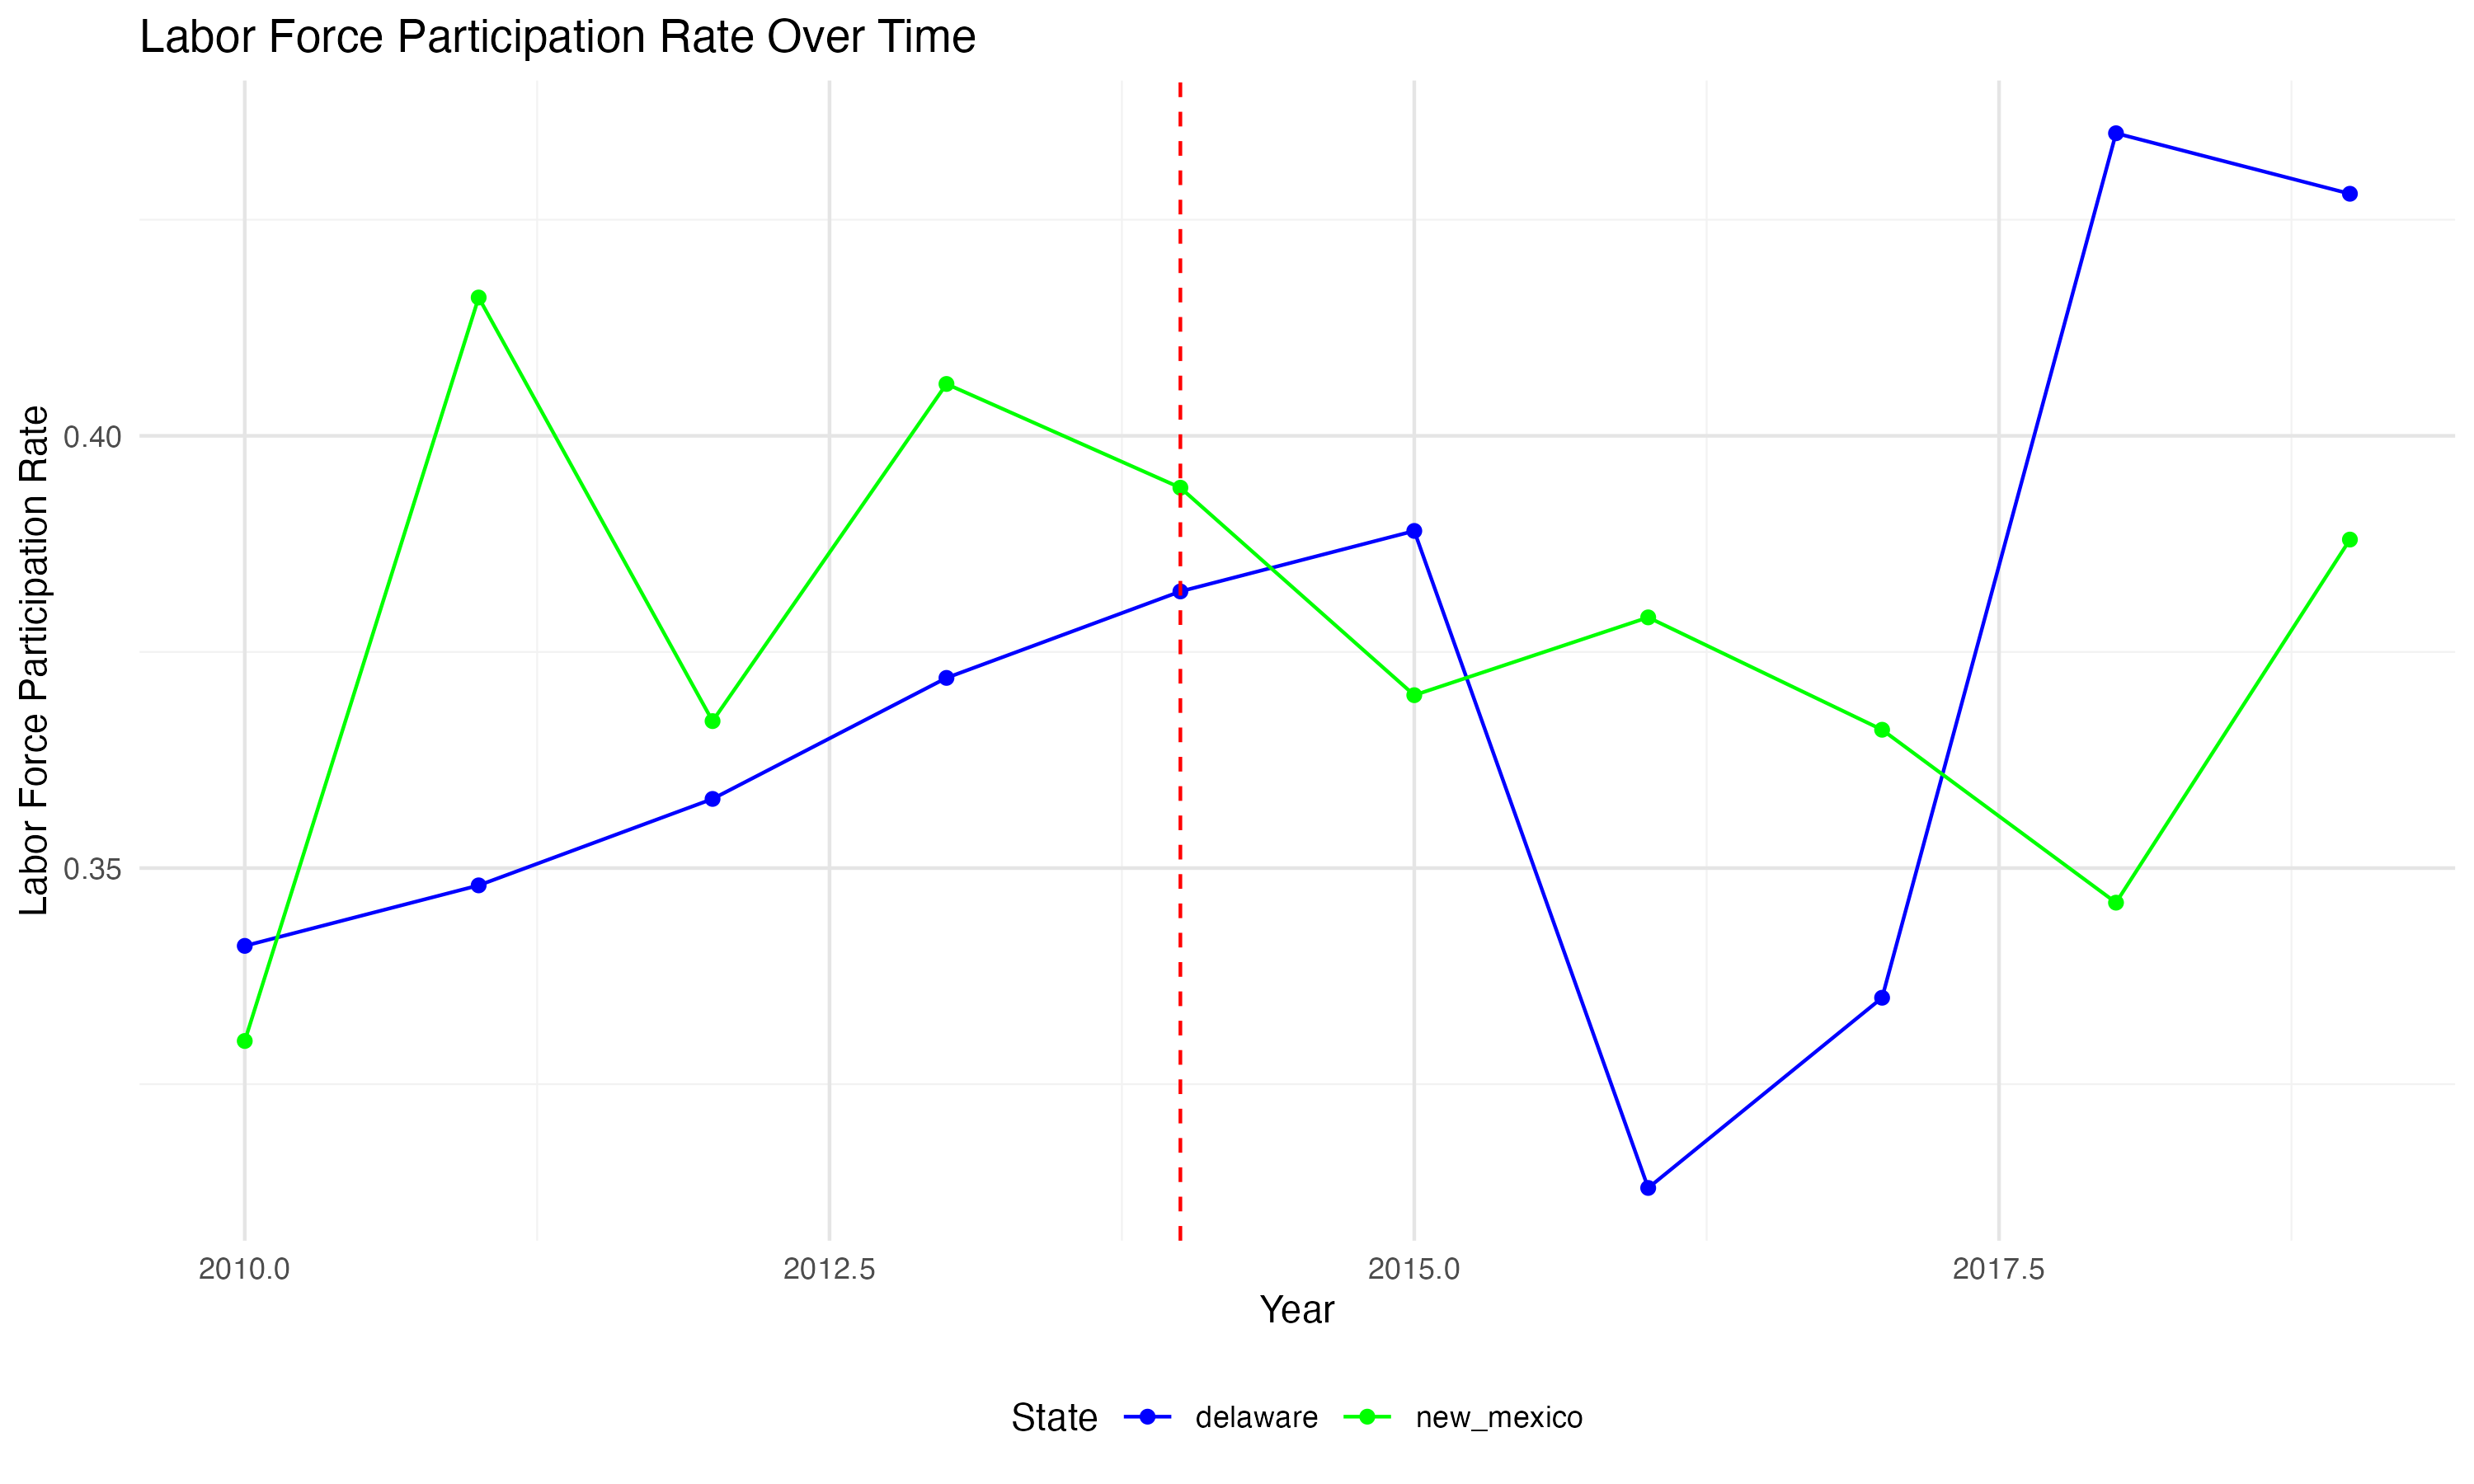 Labor Force Participation Rate Over Time
Labor Force Participation Rate
0.40
0.35
2010.0 2012.5 2015.0 2017.5
Year
State delaware new_mexico